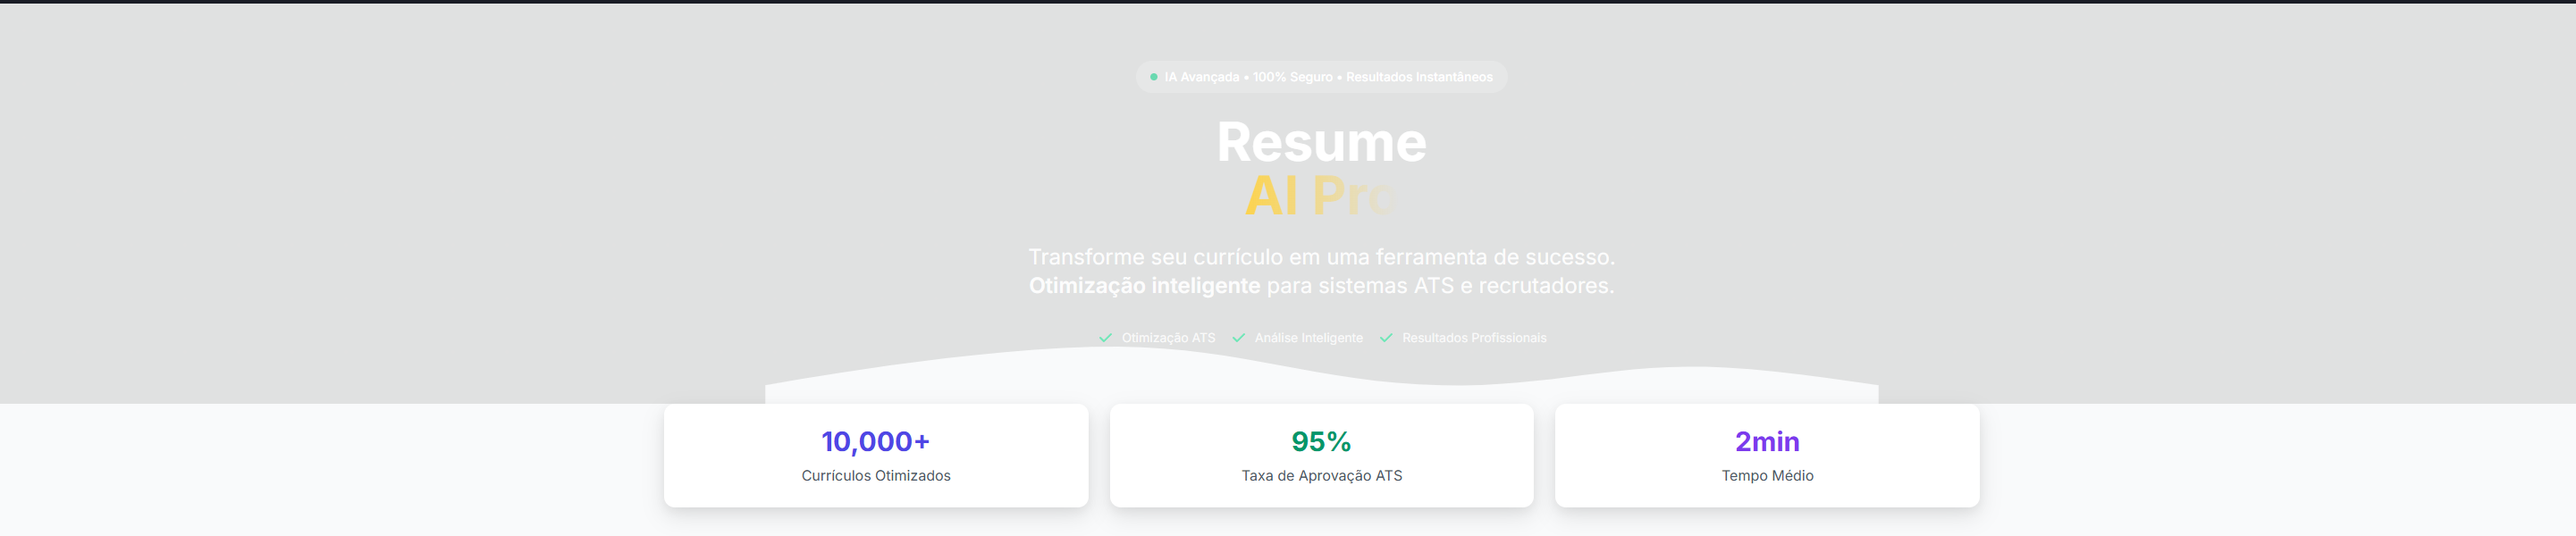 IA Avançada • 100% Seguro • Resultados Instantâneos
Resume
AI Pro
Transforme seu currículo em uma ferramenta de sucesso.
Otimização inteligente para sistemas ATS e recrutadores.
Otimização ATS
Análise Inteligente
Resultados Profissionais
10,000+
Currículos Otimizados
95%
Taxa de Aprovação ATS
2min
Tempo Médio